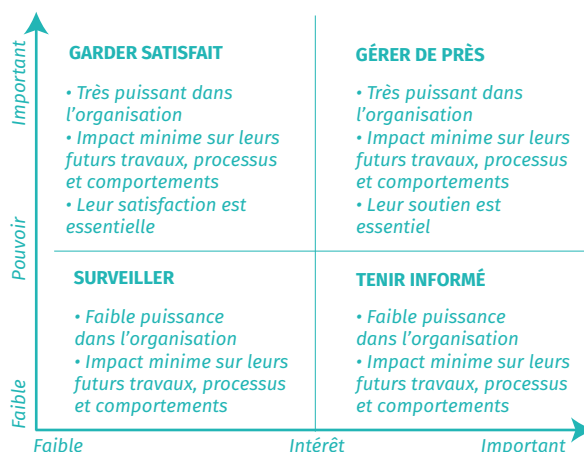 Important
Pouvoir
Faible
GARDER SATISFAIT
• Très puissant dans
l'organisation
• Impact minime sur leurs
futurs travaux, processus
et comportements
• Leur satisfaction est
essentielle
GÉRER DE PRÈS
• Très puissant dans
l'organisation
• Impact minime sur leurs
futurs travaux, processus
et comportements
• Leur soutien est
essentiel
SURVEILLER
• Faible puissance
dans l'organisation
• Impact minime sur leurs
futurs travaux, processus
et comportements
TENIR INFORMÉ
• Faible puissance
dans l'organisation
• Impact minime sur leurs
futurs travaux, processus
et comportements
Faible
Intérêt
Important